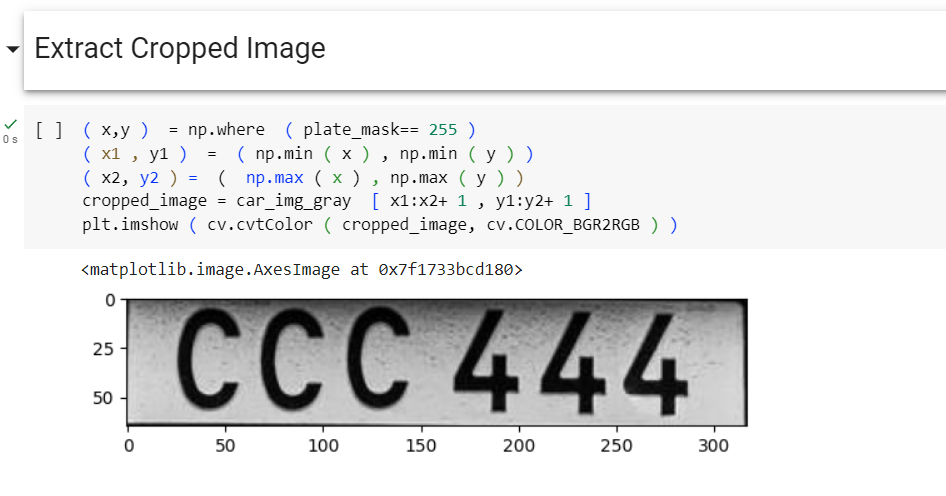 Extract Cropped Image
0 s
[ ] ( x,y ) = np.where ( plate_mask== 255 )
( x1 , y1 ) = ( np.min ( x ) , np.min ( y ) )
( x2, y2 ) = ( np.max ( x ) , np.max ( y ) )
cropped_image = car_img_gray [ x1:x2+ 1 , y1:y2+ 1 ]
plt.imshow ( cv.cvtColor ( cropped_image, cv.COLOR_BGR2RGB ) )
<matplotlib.image.AxesImage at 0x7f1733bcd180>
0
25
50
CCC 444
0 50 100 150 200 250 300